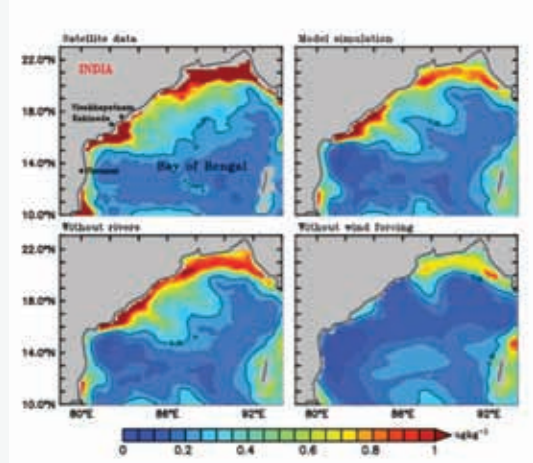 Satellite data
Model simulation
22.0°N
18.0°N
14.0°N
10.0°N
INDIA
Visakhapatnam
Kakinada
Bay of Bengal
Without rivers
Without wind forcing
22.0°N
18.0°N
14.0°N
10.0°N
80°E 86°E 92°E
80°E 86°E 92°E
0 0.2 0.4 0.6 0.8 1